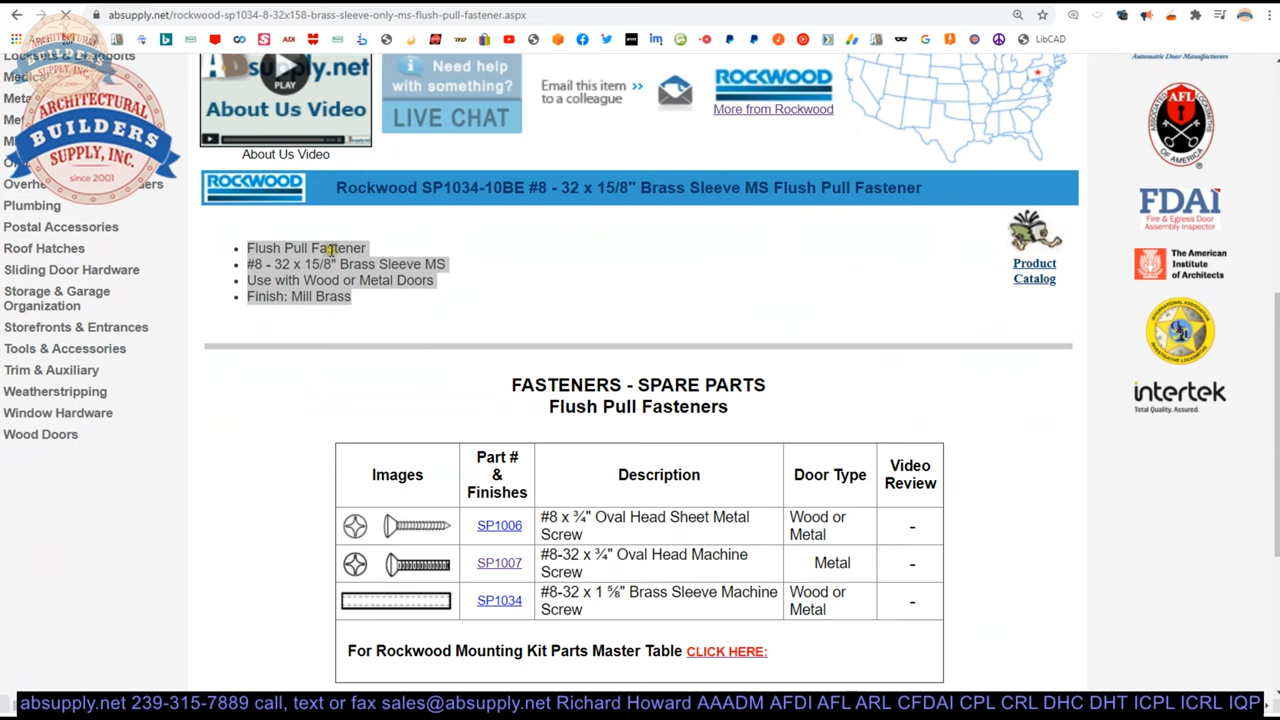 absupply.net/rockwood-sp1034-8-32x158-brass-sleeve-only-ms-flush-pull-fastener.aspx
LibCAD
ARCHITECTURAL
BUILDERS
SUPPLY, INC.
since 2001
Plumbing
Postal Accessories
Roof Hatches
Sliding Door Hardware
Storage & Garage
Organization
Storefronts & Entrances
Tools & Accessories
Trim & Auxiliary
Weatherstripping
Window Hardware
Wood Doors
ABsupply.net
PLAY
About Us Video
About Us Video
Need help
with something?
LIVE CHAT
Email this item >>
to a colleague
ROCKWOOD
More from Rockwood
ROCKWOOD
Rockwood SP1034-10BE #8 - 32 x 15/8" Brass Sleeve MS Flush Pull Fastener
Flush Pull Fastener
#8 - 32 x 15/8" Brass Sleeve MS
Use with Wood or Metal Doors
Finish: Mill Brass
Product
Catalog
FASTENERS - SPARE PARTS
Flush Pull Fasteners
Images
Part #
&
Finishes
Description
Door Type
Video
Review
SP1006
#8 x ¾" Oval Head Sheet Metal
Screw
Wood or
Metal
-
SP1007
#8-32 x ¾" Oval Head Machine
Screw
Metal
-
SP1034
#8-32 x 1 ⅝" Brass Sleeve Machine
Screw
Wood or
Metal
-
For Rockwood Mounting Kit Parts Master Table CLICK HERE:
Automatic Door Manufacturers
ASSOCIATED
LOCKSMITHS
AFL
OF AMERICA
FDAI
Fire & Egress Door
Assembly Inspector
The American
Institute
of Architects
intertek
Total Quality. Assured.
absupply.net 239-315-7889 call, text or fax sales@absupply.net Richard Howard AAADM AFDI AFL ARL CFDAI CPL CRL DHC DHT ICPL ICRL IQP